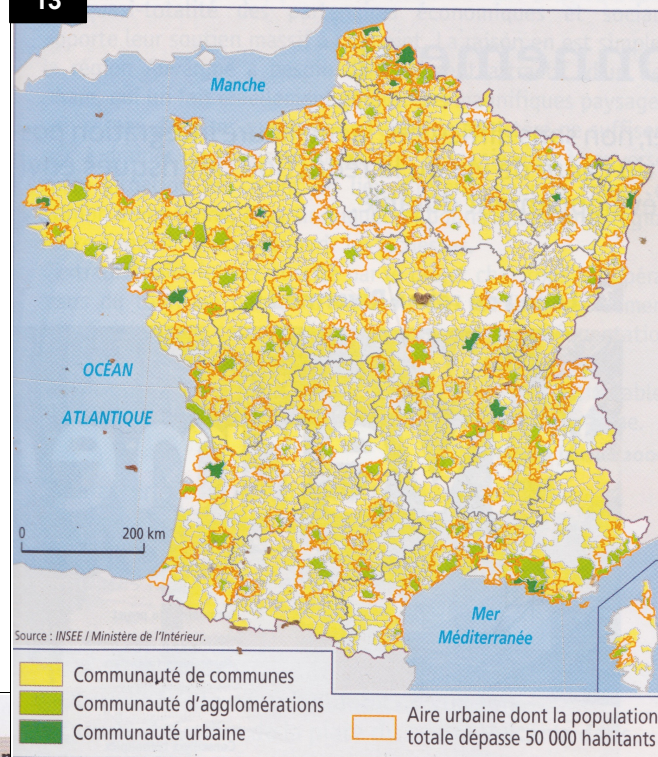 13
Manche
OCÉAN
ATLANTIQUE
0 200 km
Mer
Méditerranée
Source : INSEE / Ministère de l'Intérieur.
Communauté de communes
Communauté d'agglomérations
Communauté urbaine
Aire urbaine dont la population
totale dépasse 50 000 habitants